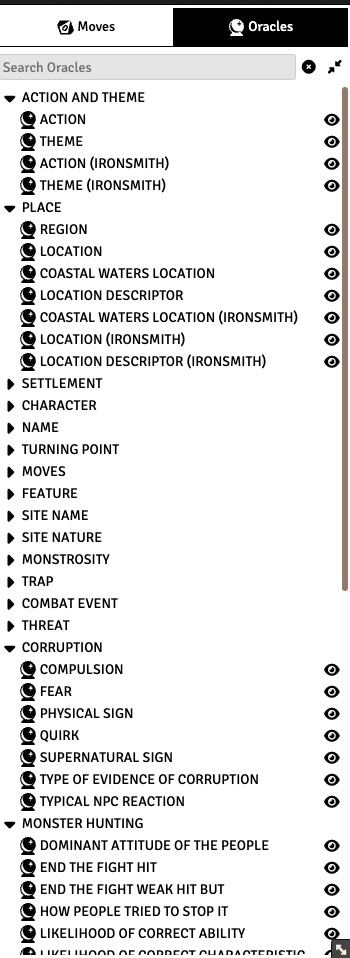 Moves
Oracles
Search Oracles
ACTION AND THEME
ACTION
THEME
ACTION (IRONSMITH)
THEME (IRONSMITH)
PLACE
REGION
LOCATION
COASTAL WATERS LOCATION
LOCATION DESCRIPTOR
COASTAL WATERS LOCATION (IRONSMITH)
LOCATION (IRONSMITH)
LOCATION DESCRIPTOR (IRONSMITH)
SETTLEMENT
CHARACTER
NAME
TURNING POINT
MOVES
FEATURE
SITE NAME
SITE NATURE
MONSTROSITY
TRAP
COMBAT EVENT
THREAT
CORRUPTION
COMPULSION
FEAR
PHYSICAL SIGN
QUIRK
SUPERNATURAL SIGN
TYPE OF EVIDENCE OF CORRUPTION
TYPICAL NPC REACTION
MONSTER HUNTING
DOMINANT ATTITUDE OF THE PEOPLE
END THE FIGHT HIT
END THE FIGHT WEAK HIT BUT
HOW PEOPLE TRIED TO STOP IT
LIKELIHOOD OF CORRECT ABILITY
LIKELIHOOD OF CORRECT CHARACTERISTIC